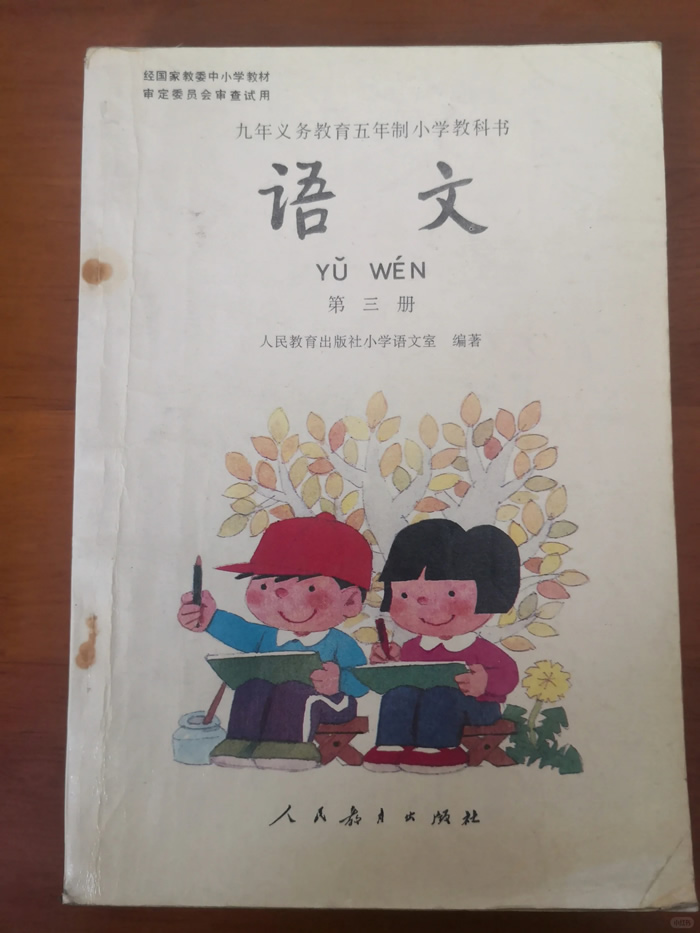 经国家教委中小学教材
审定委员会审查试用
九年义务教育五年制小学教科书
语 文
YǓ WÉN
第三册
人民教育出版社小学语文室 编著
人民教育出版社